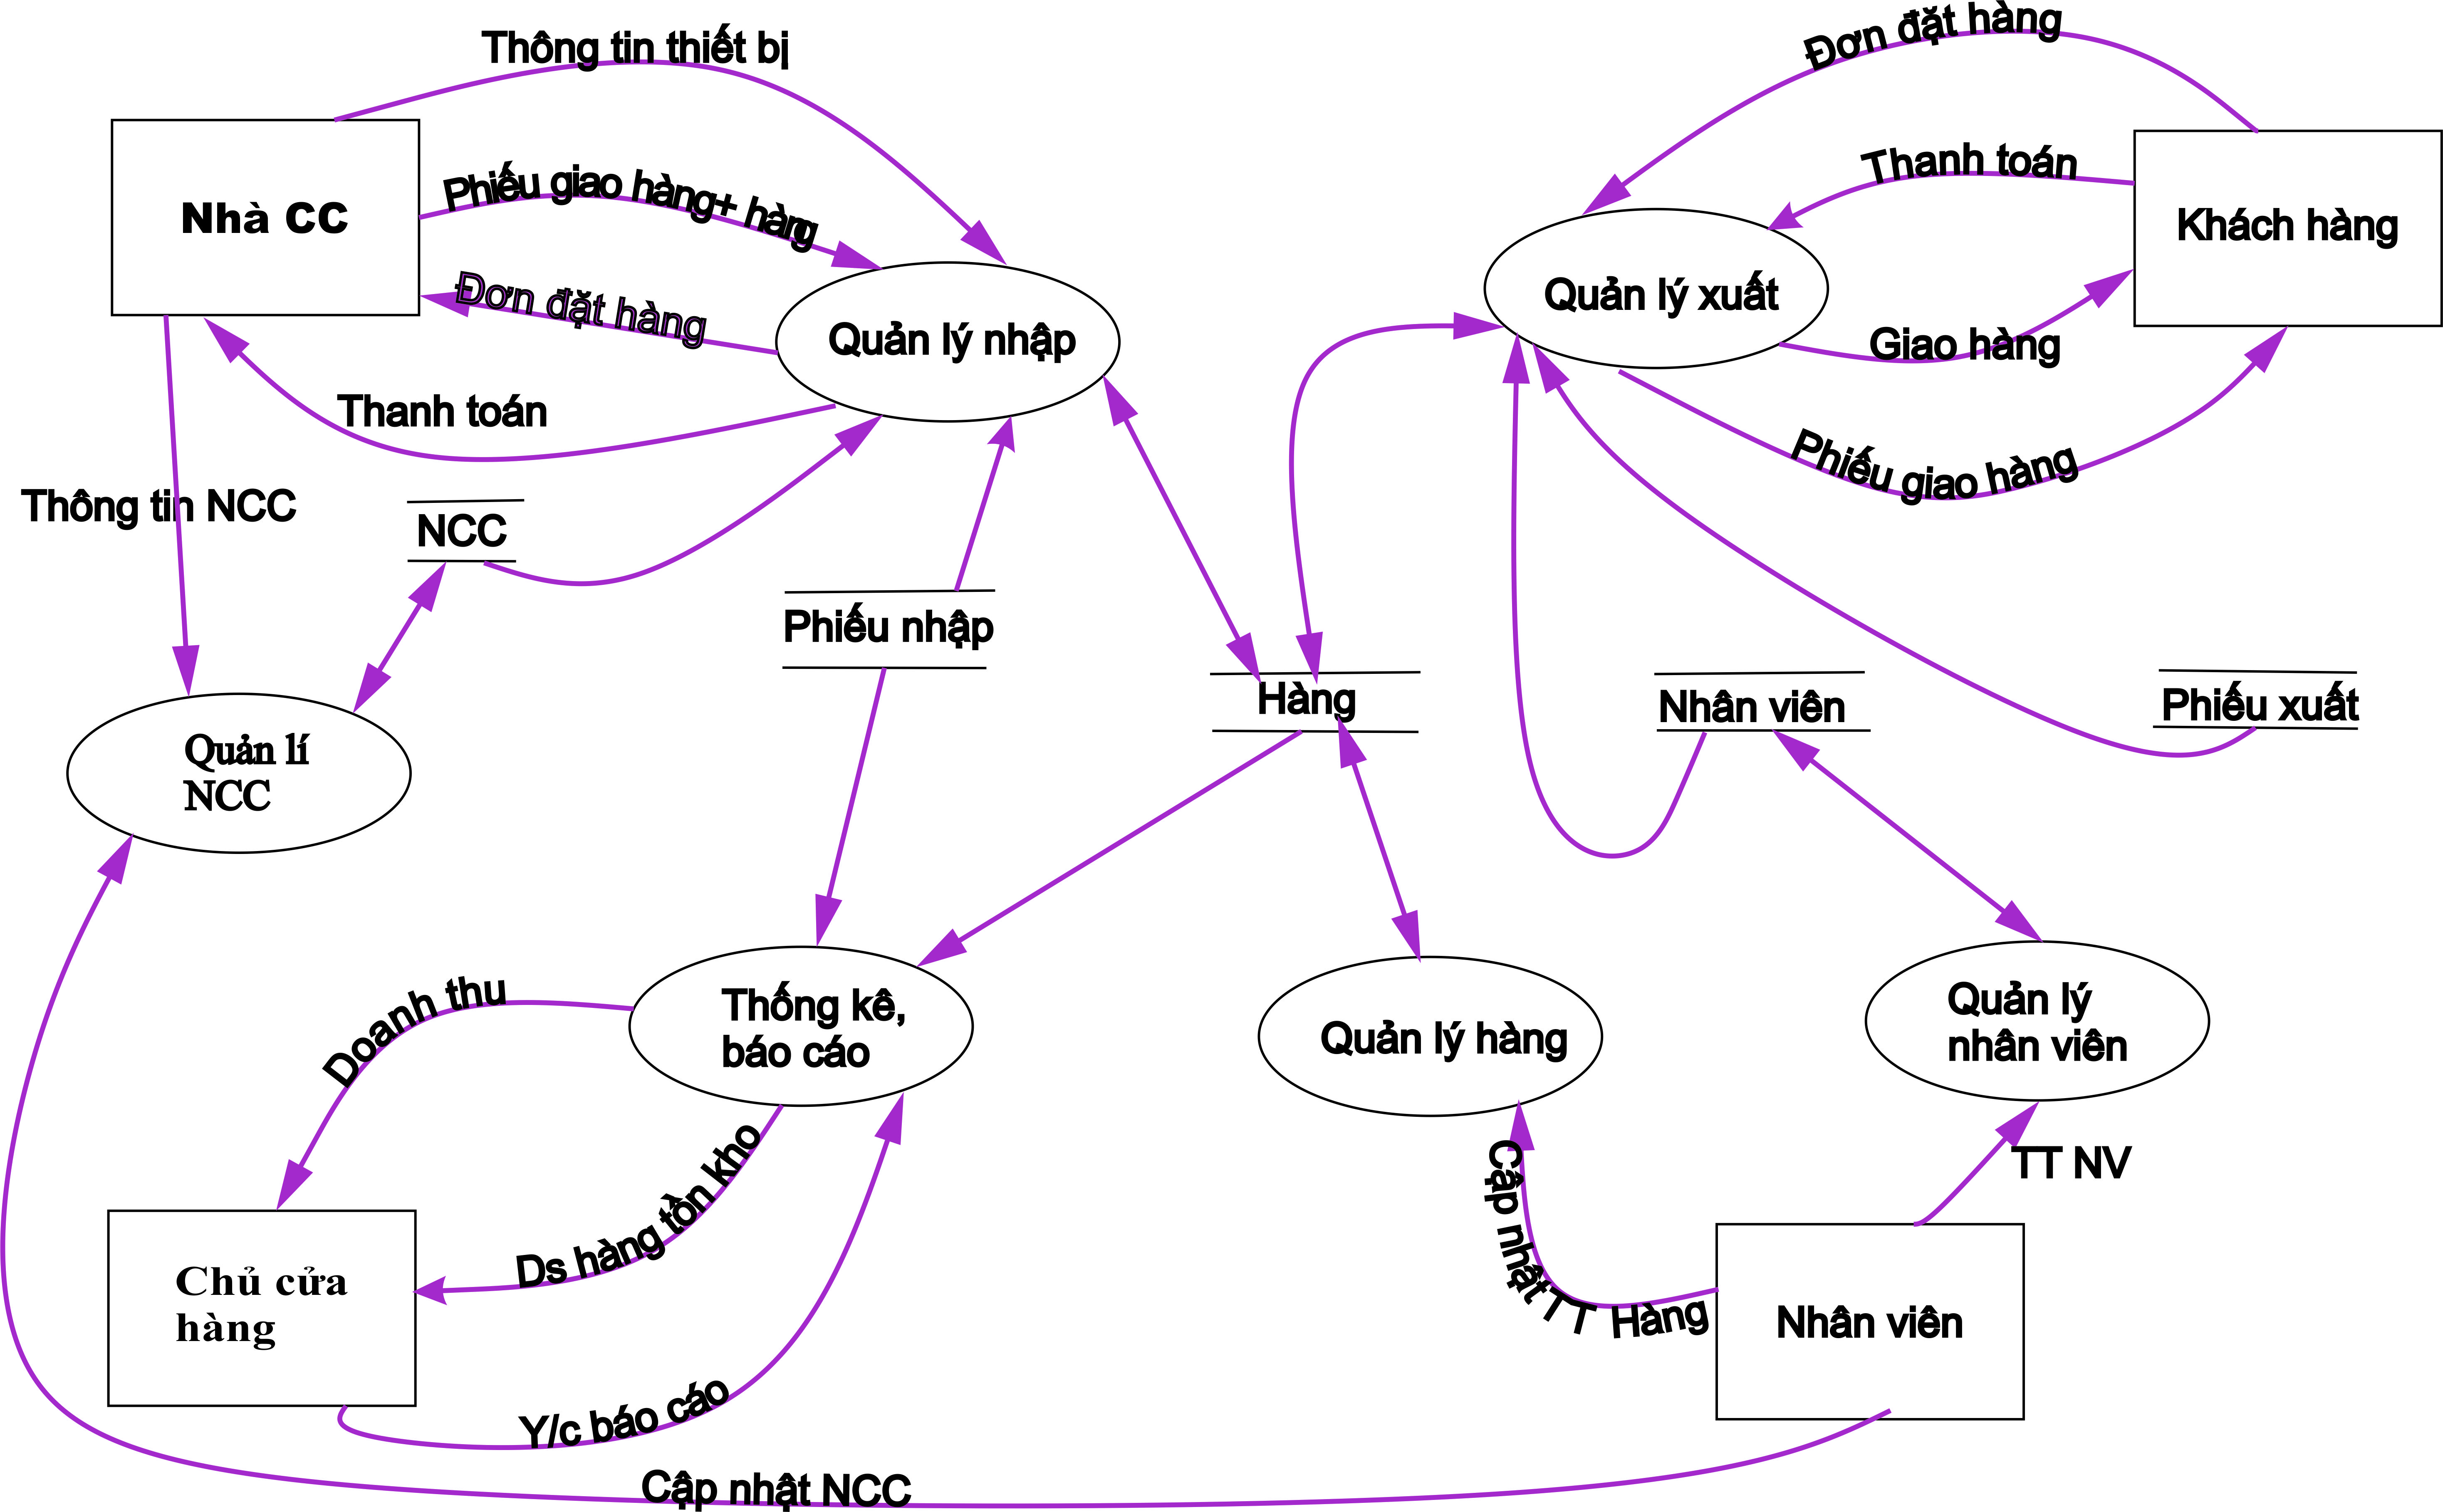 Thông tin thiết bị
Đơn đặt hàng
Phiếu giao hàng+ hàng
Thanh toán
Nhà CC
Khách hàng
Đơn đặt hàng
Quản lý xuất
Quản lý nhập
Giao hàng
Thanh toán
Phiếu giao hàng
Thông tin NCC
NCC
Phiếu nhập
Hàng
Nhân viên
Phiếu xuất
Quản lí
NCC
Doanh thu
Thống kê,
báo cáo
Quản lý hàng
Quản lý
nhân viên
Ds hàng tồn kho
Cập nhật TT Hàng
TT NV
Chủ cửa
hàng
Nhân viên
Y/c báo cáo
Cập nhật NCC